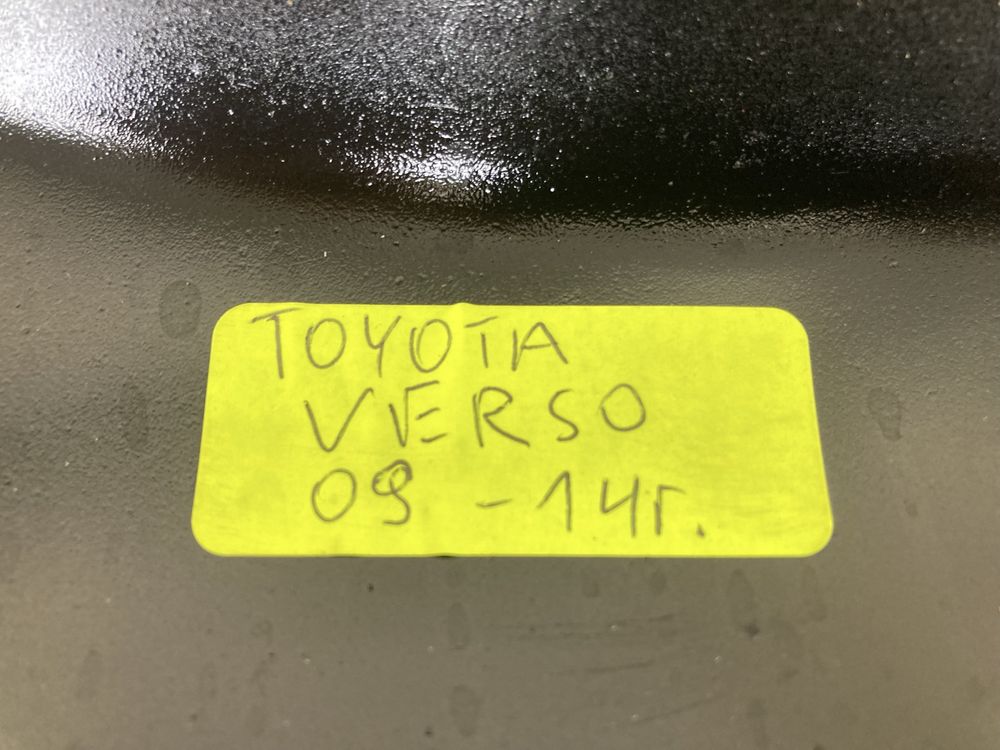 TOYOTA
VERSO
09 - 14г.